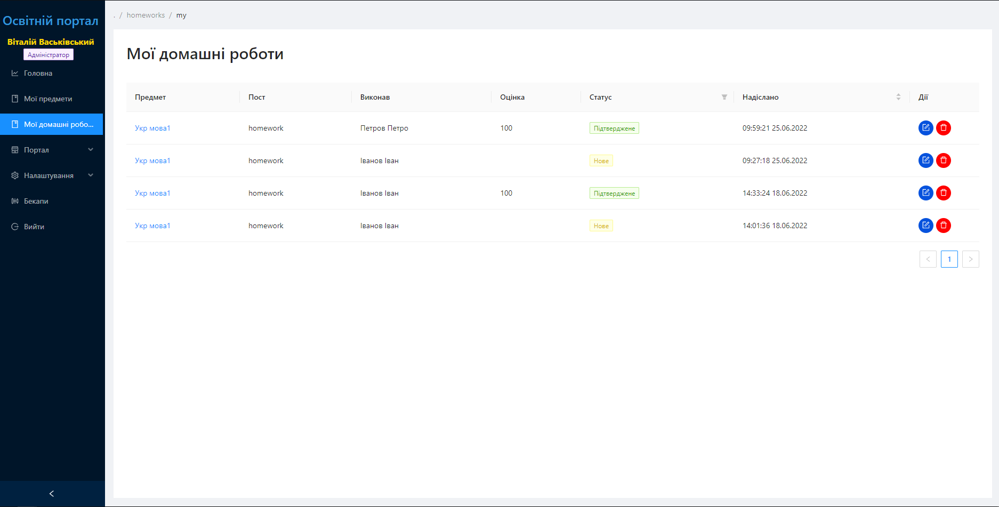 Освітній портал
Віталій Васьківський
Адміністратор
Головна
Мої предмети
Мої домашні робо...
Портал
Налаштування
Бекапи
Вийти
. / homeworks / my
Мої домашні роботи
Предмет Пост Виконав Оцінка Статус Надіслано Дії
Укр мова1 homework Петров Петро 100 Підтверджене 09:59:21 25.06.2022
Укр мова1 homework Іванов Іван Нове 09:27:18 25.06.2022
Укр мова1 homework Іванов Іван 100 Підтверджене 14:33:24 18.06.2022
Укр мова1 homework Іванов Іван Нове 14:01:36 18.06.2022
< 1 >